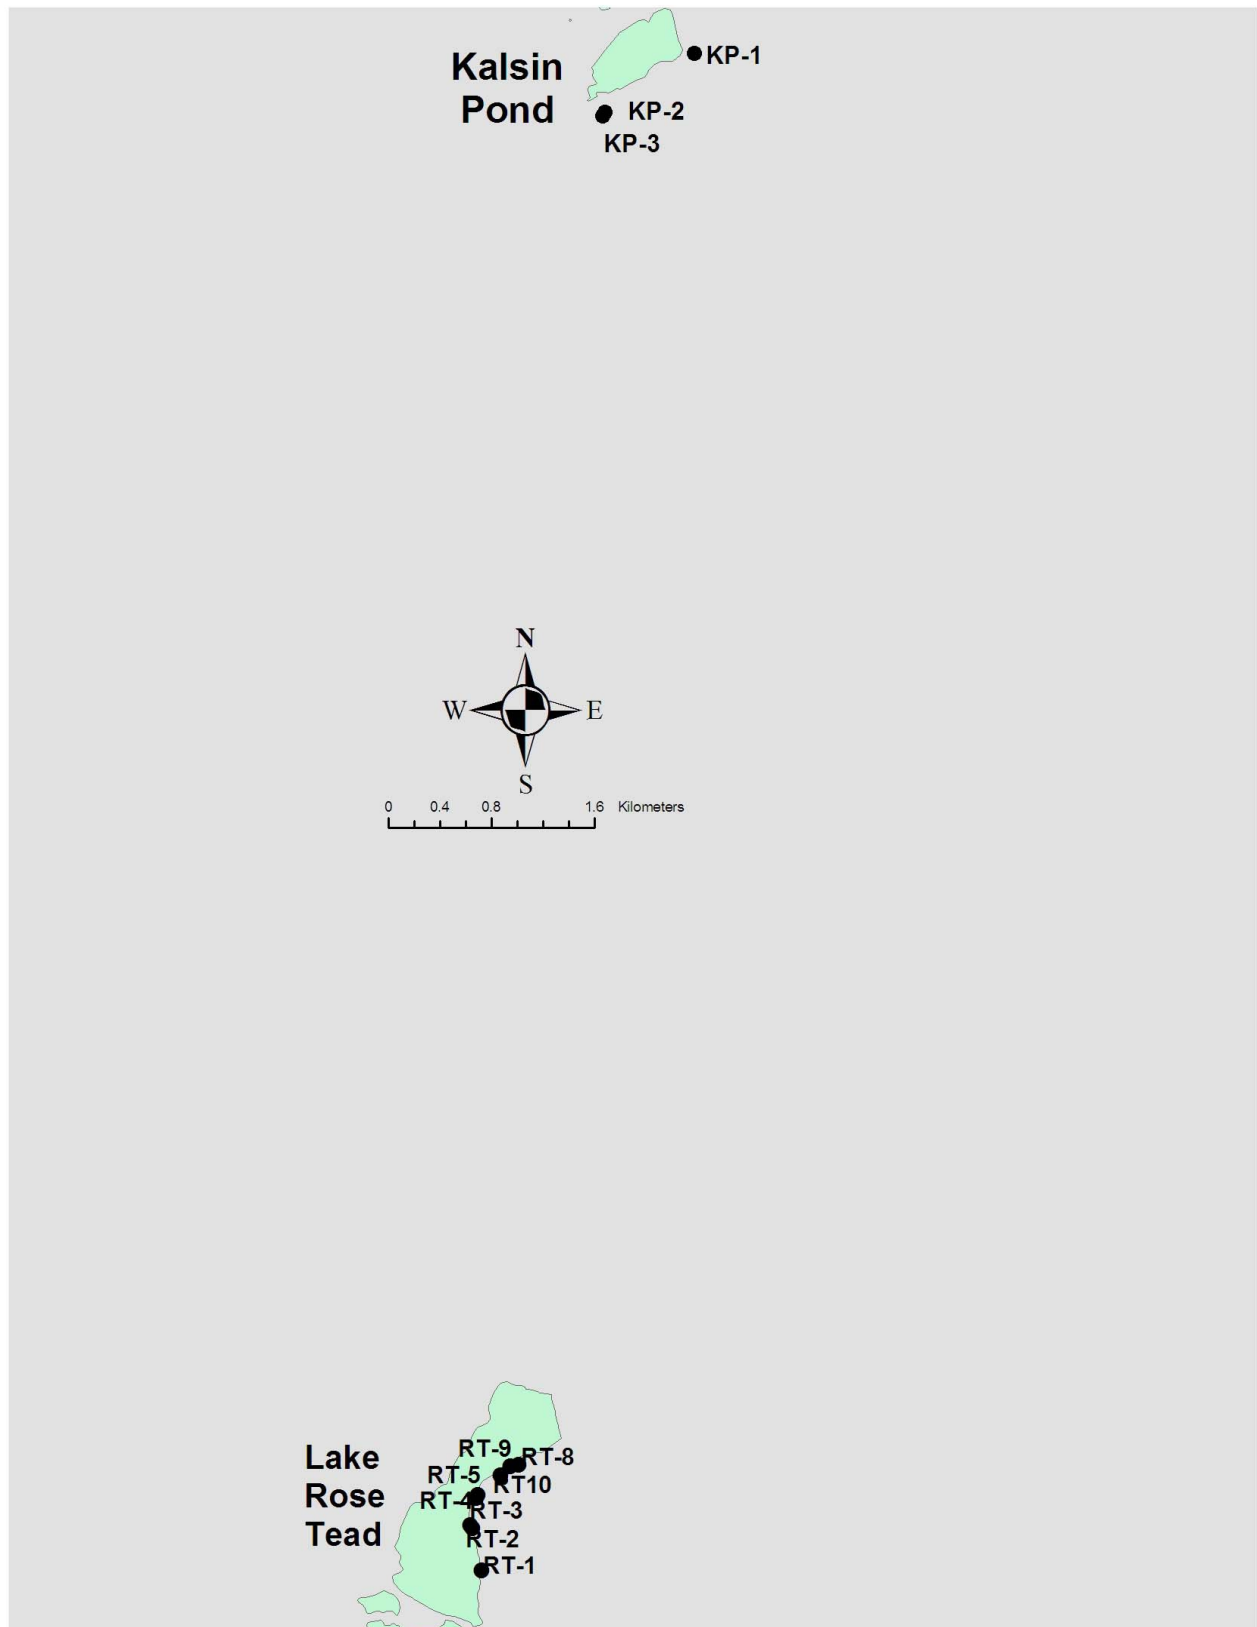 Kalsin
Pond
KP-1
KP-2
KP-3
N
W E
S
0 0.4 0.8 1.6 Kilometers
Lake
Rose
Tead
RT-9
RT-8
RT-5
RT10
RT-4
RT-3
RT-2
RT-1